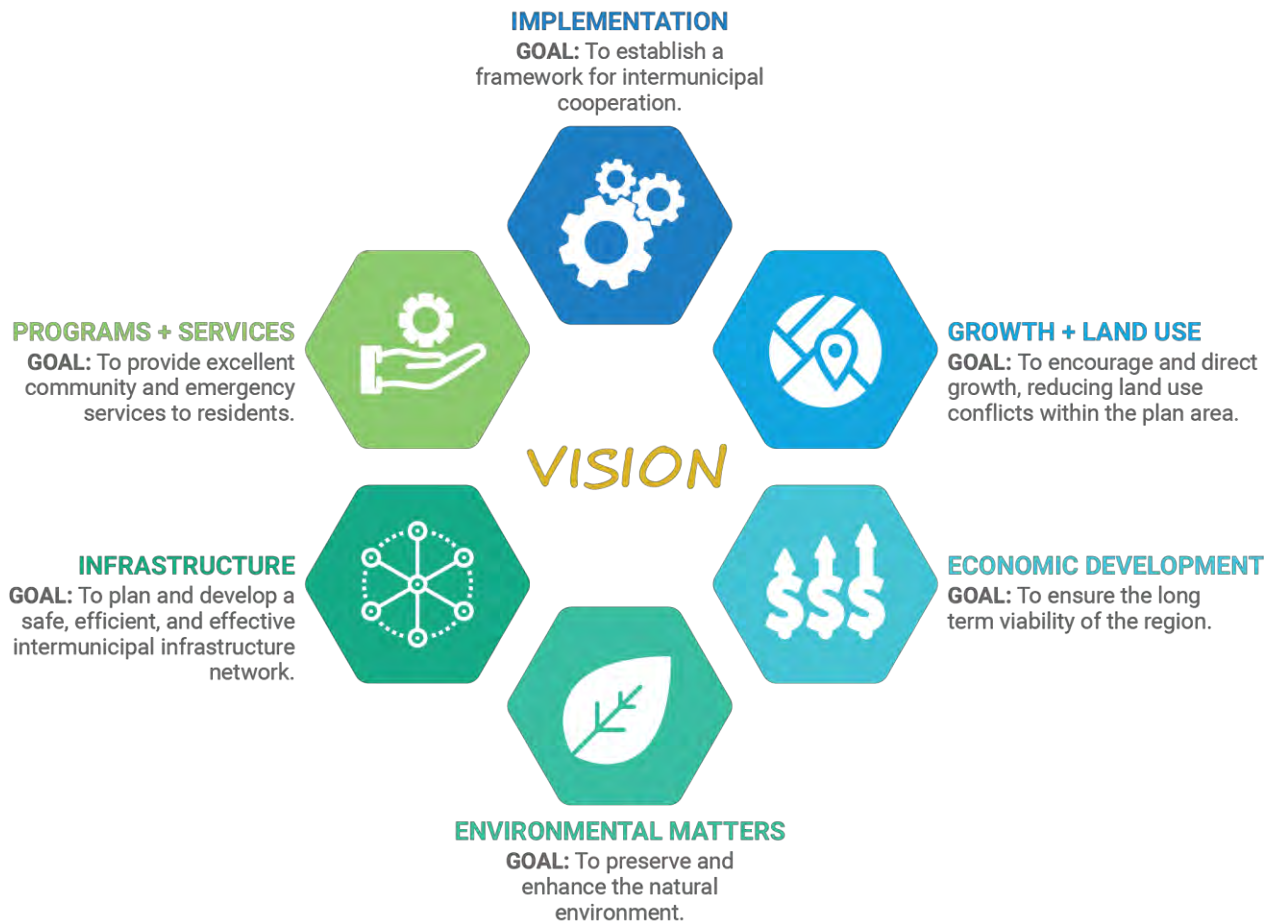 IMPLEMENTATION
GOAL: To establish a
framework for intermunicipal
cooperation.
PROGRAMS + SERVICES
GOAL: To provide excellent
community and emergency
services to residents.
GROWTH + LAND USE
GOAL: To encourage and direct
growth, reducing land use
conflicts within the plan area.
VISION
INFRASTRUCTURE
GOAL: To plan and develop a
safe, efficient, and effective
intermunicipal infrastructure
network.
$$$
ECONOMIC DEVELOPMENT
GOAL: To ensure the long
term viability of the region.
ENVIRONMENTAL MATTERS
GOAL: To preserve and
enhance the natural
environment.